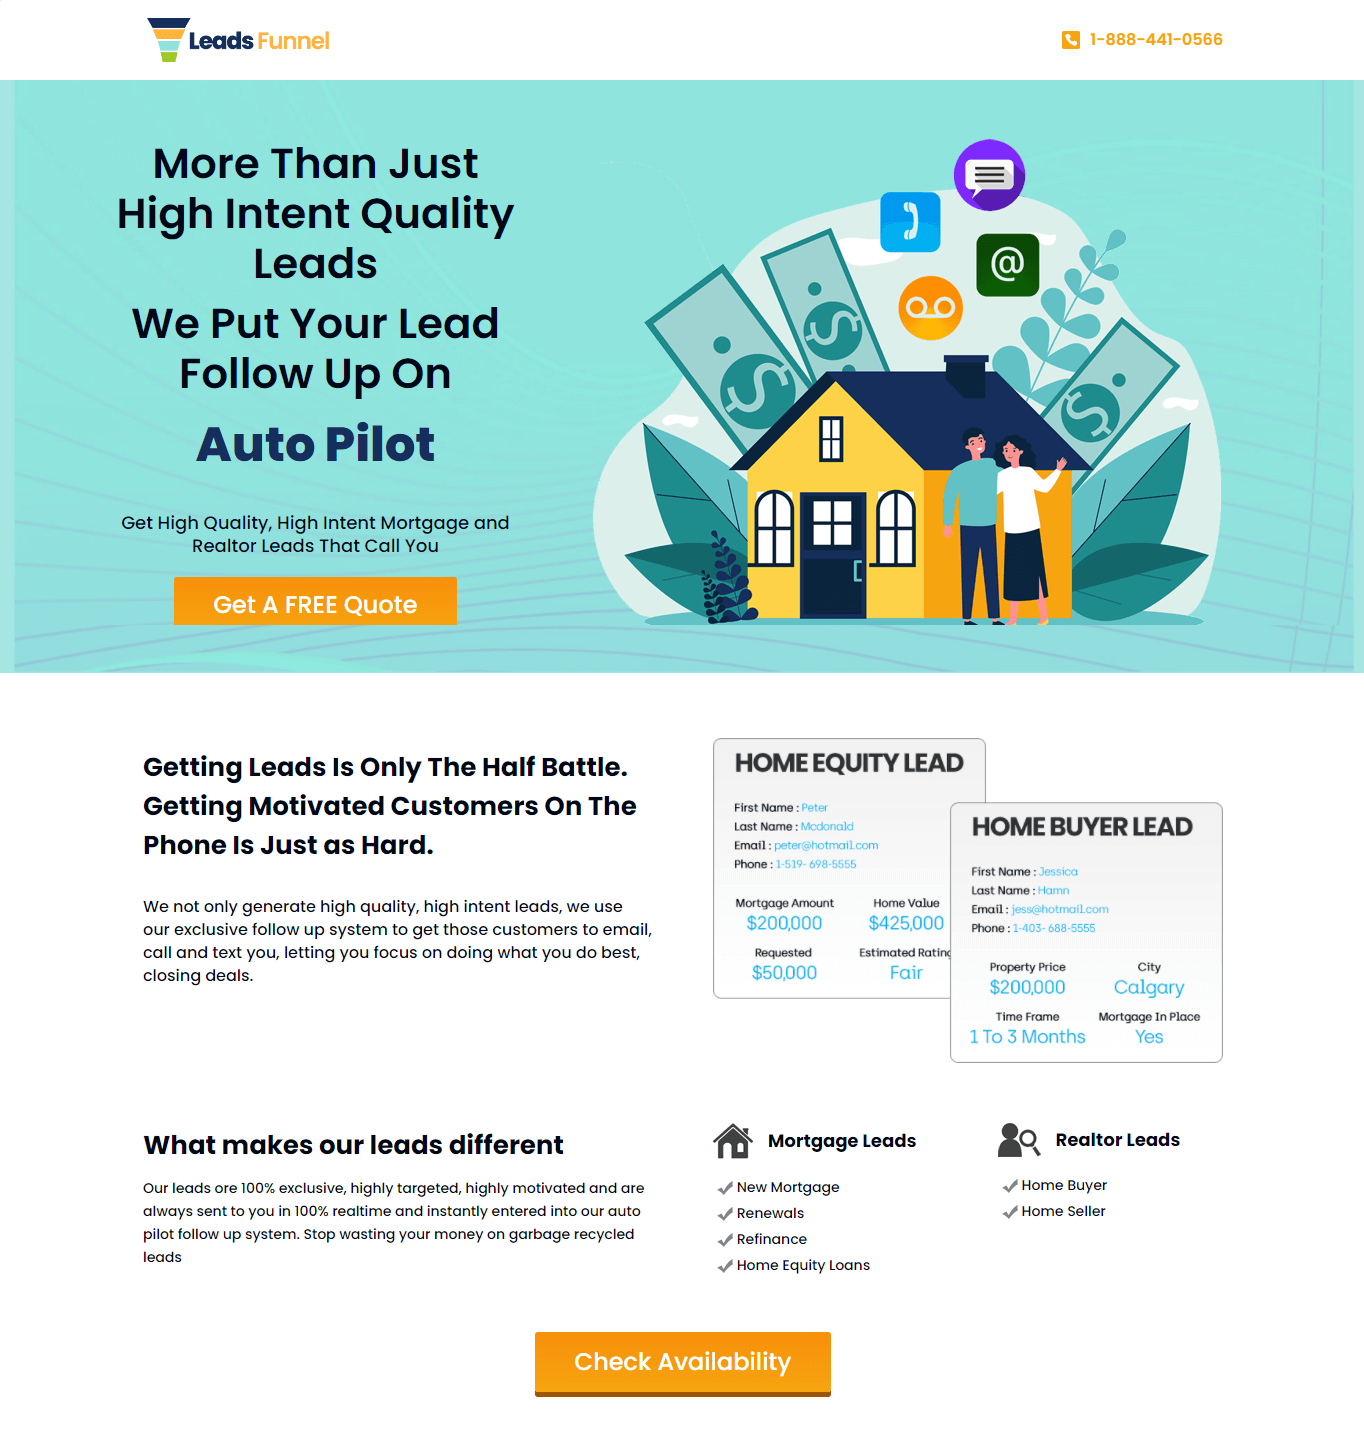 Leads Funnel
1-888-441-0566
More Than Just
High Intent Quality
Leads
We Put Your Lead
Follow Up On
Auto Pilot
Get High Quality, High Intent Mortgage and
Realtor Leads That Call You
Get A FREE Quote
@
Getting Leads Is Only The Half Battle.
Getting Motivated Customers On The
Phone Is Just as Hard.
We not only generate high quality, high intent leads, we use
our exclusive follow up system to get those customers to email,
call and text you, letting you focus on doing what you do best,
closing deals.
HOME EQUITY LEAD
First Name : Peter
Last Name : Mcdonald
Email : peter@hotmail.com
Phone : 1-519- 698-5555
Mortgage Amount Home Value
$200,000 $425,000
Requested Estimated Rating
$50,000 Fair
HOME BUYER LEAD
First Name : Jessica
Last Name : Hamn
Email : jess@hotmail.com
Phone : 1-403- 688-5555
Property Price City
$200,000 Calgary
Time Frame Mortgage In Place
1 To 3 Months Yes
What makes our leads different
Our leads ore 100% exclusive, highly targeted, highly motivated and are
always sent to you in 100% realtime and instantly entered into our auto
pilot follow up system. Stop wasting your money on garbage recycled
leads
Mortgage Leads
New Mortgage
Renewals
Refinance
Home Equity Loans
Realtor Leads
Home Buyer
Home Seller
Check Availability